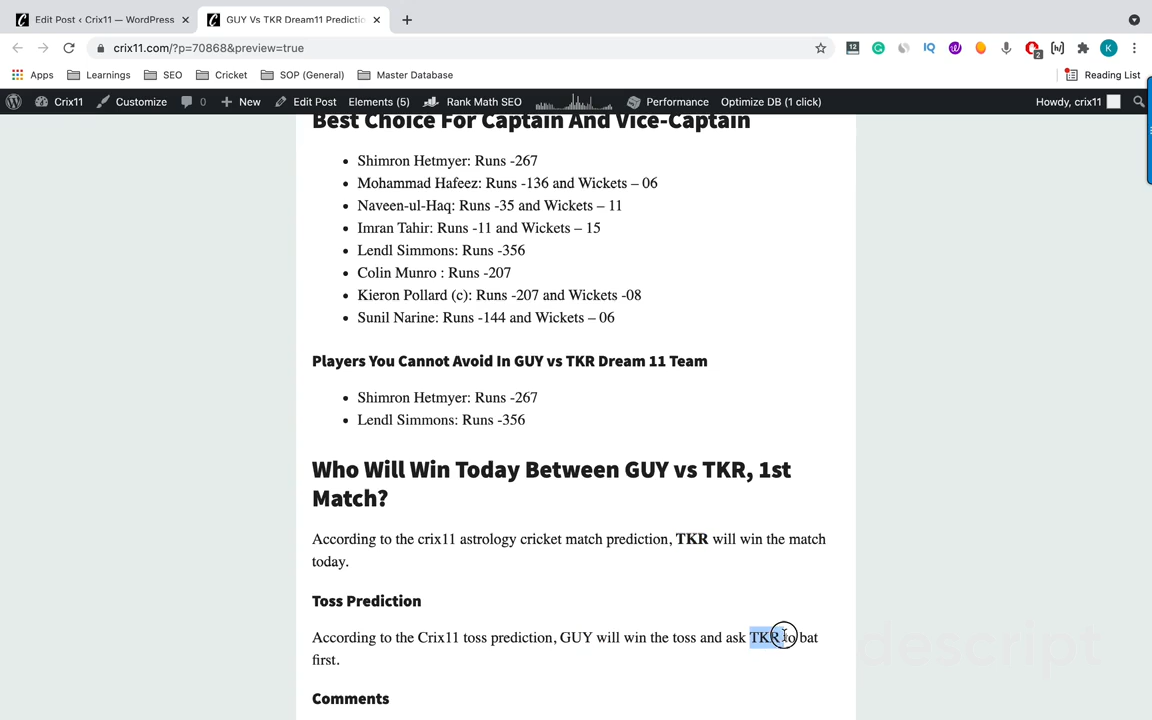 Edit Post ‹ Crix11 — WordPress
GUY Vs TKR Dream11 Predictio
crix11.com/?p=70868&preview=true
12
IQ
2
K
Apps
Learnings
SEO
Cricket
SOP (General)
Master Database
Reading List
Crix11
Customize
0
New
Edit Post
Elements (5)
Rank Math SEO
Performance
Optimize DB (1 click)
Howdy, crix11
Best Choice For Captain And Vice-Captain
• Shimron Hetmyer: Runs -267
• Mohammad Hafeez: Runs -136 and Wickets – 06
• Naveen-ul-Haq: Runs -35 and Wickets – 11
• Imran Tahir: Runs -11 and Wickets – 15
• Lendl Simmons: Runs -356
• Colin Munro : Runs -207
• Kieron Pollard (c): Runs -207 and Wickets -08
• Sunil Narine: Runs -144 and Wickets – 06
Players You Cannot Avoid In GUY vs TKR Dream 11 Team
• Shimron Hetmyer: Runs -267
• Lendl Simmons: Runs -356
Who Will Win Today Between GUY vs TKR, 1st
Match?
According to the crix11 astrology cricket match prediction, TKR will win the match
today.
Toss Prediction
According to the Crix11 toss prediction, GUY will win the toss and ask TKR to bat
first.
descript
Comments